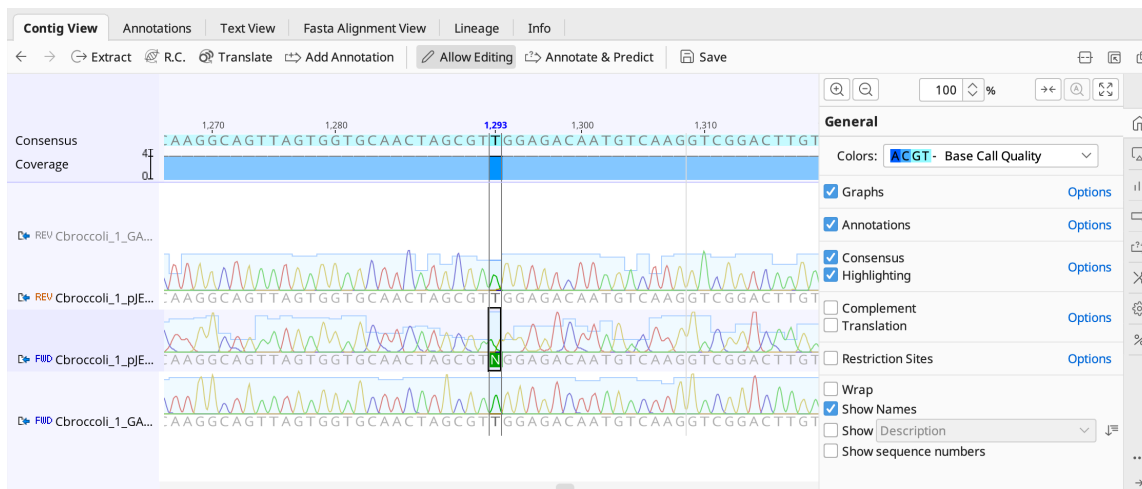 Contig View Annotations Text View Fasta Alignment View Lineage Info
Extract R.C. Translate Add Annotation Allow Editing Annotate & Predict Save
100 %
General
Colors: ACGT - Base Call Quality
Graphs Options
Annotations Options
Consensus
Highlighting Options
Complement
Translation Options
Restriction Sites Options
Wrap
Show Names
Show Description
Show sequence numbers
1,270 1,280 1,293 1,300 1,310
Consensus CAAGGCAGTTAGTGGTGCAACTAGCGTTGGAGACAATGTCAAGGTCGGACTTGT
Coverage 4 0
REV Cbroccoli_1_GA...
REV Cbroccoli_1_pJE... CAAGGCAGTTAGTGGTGCAACTAGCGTTGGAGACAATGTCAAGGTCGGACTTGT
FWD Cbroccoli_1_pJE... CAAGGCAGTTAGTGGTGCAACTAGCGTNGGAGACAATGTCAAGGTCGGACTTGT
FWD Cbroccoli_1_GA... CAAGGCAGTTAGTGGTGCAACTAGCGTTGGAGACAATGTCAAGGTCGGACTTGT